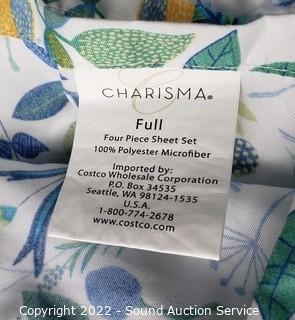 C
CHARISMA®
Full
Four Piece Sheet Set
100% Polyester Microfiber
Imported by:
Costco Wholesale Corporation
P.O. Box 34535
Seattle, WA 98124-1535
U.S.A.
1-800-774-2678
www.costco.com
Copyright © 2022 - Sound Auction Service